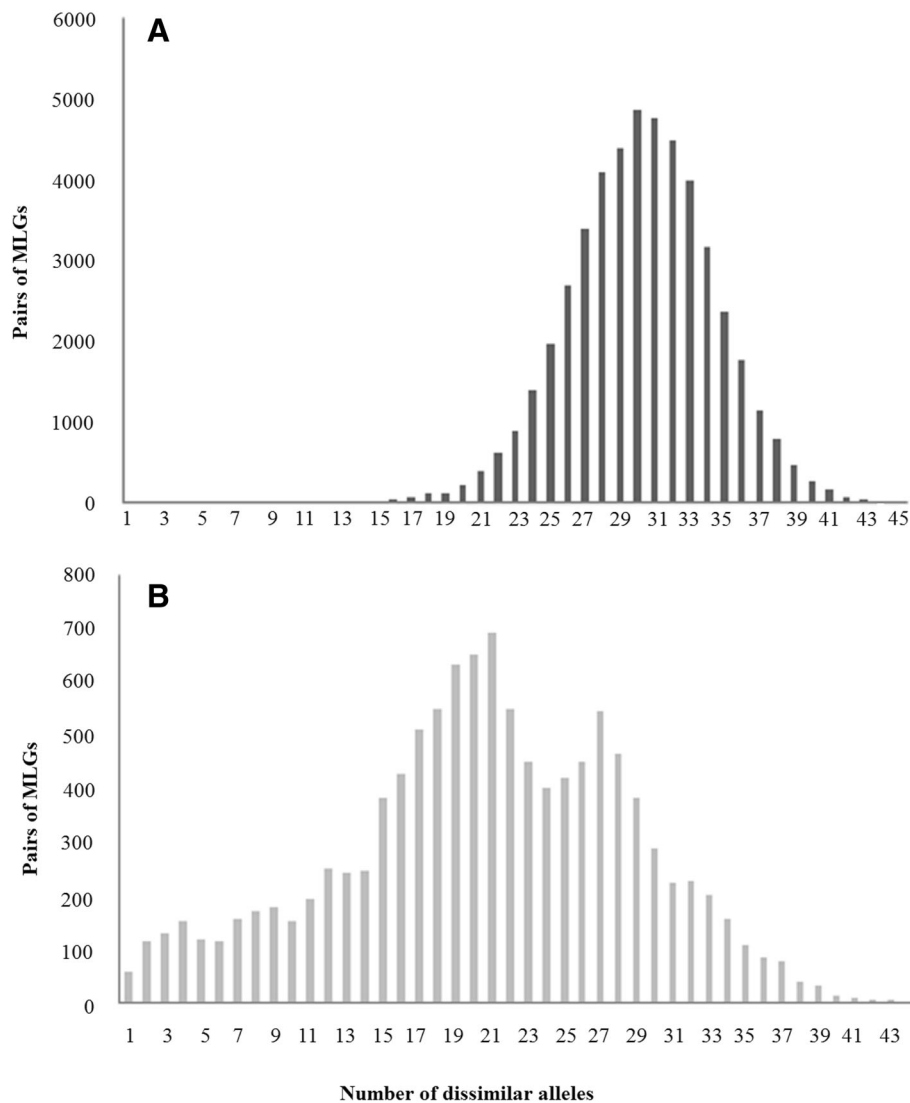 A
6000
5000
4000
3000
2000
1000
0
Pairs of MLGs
1 3 5 7 9 11 13 15 17 19 21 23 25 27 29 31 33 35 37 39 41 43 45
B
800
700
600
500
400
300
200
100
0
Pairs of MLGs
1 3 5 7 9 11 13 15 17 19 21 23 25 27 29 31 33 35 37 39 41 43
Number of dissimilar alleles